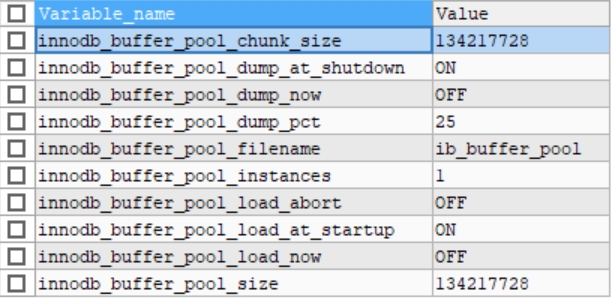 Variable_name Value
innodb_buffer_pool_chunk_size 134217728
innodb_buffer_pool_dump_at_shutdown ON
innodb_buffer_pool_dump_now OFF
innodb_buffer_pool_dump_pct 25
innodb_buffer_pool_filename ib_buffer_pool
innodb_buffer_pool_instances 1
innodb_buffer_pool_load_abort OFF
innodb_buffer_pool_load_at_startup ON
innodb_buffer_pool_load_now OFF
innodb_buffer_pool_size 134217728